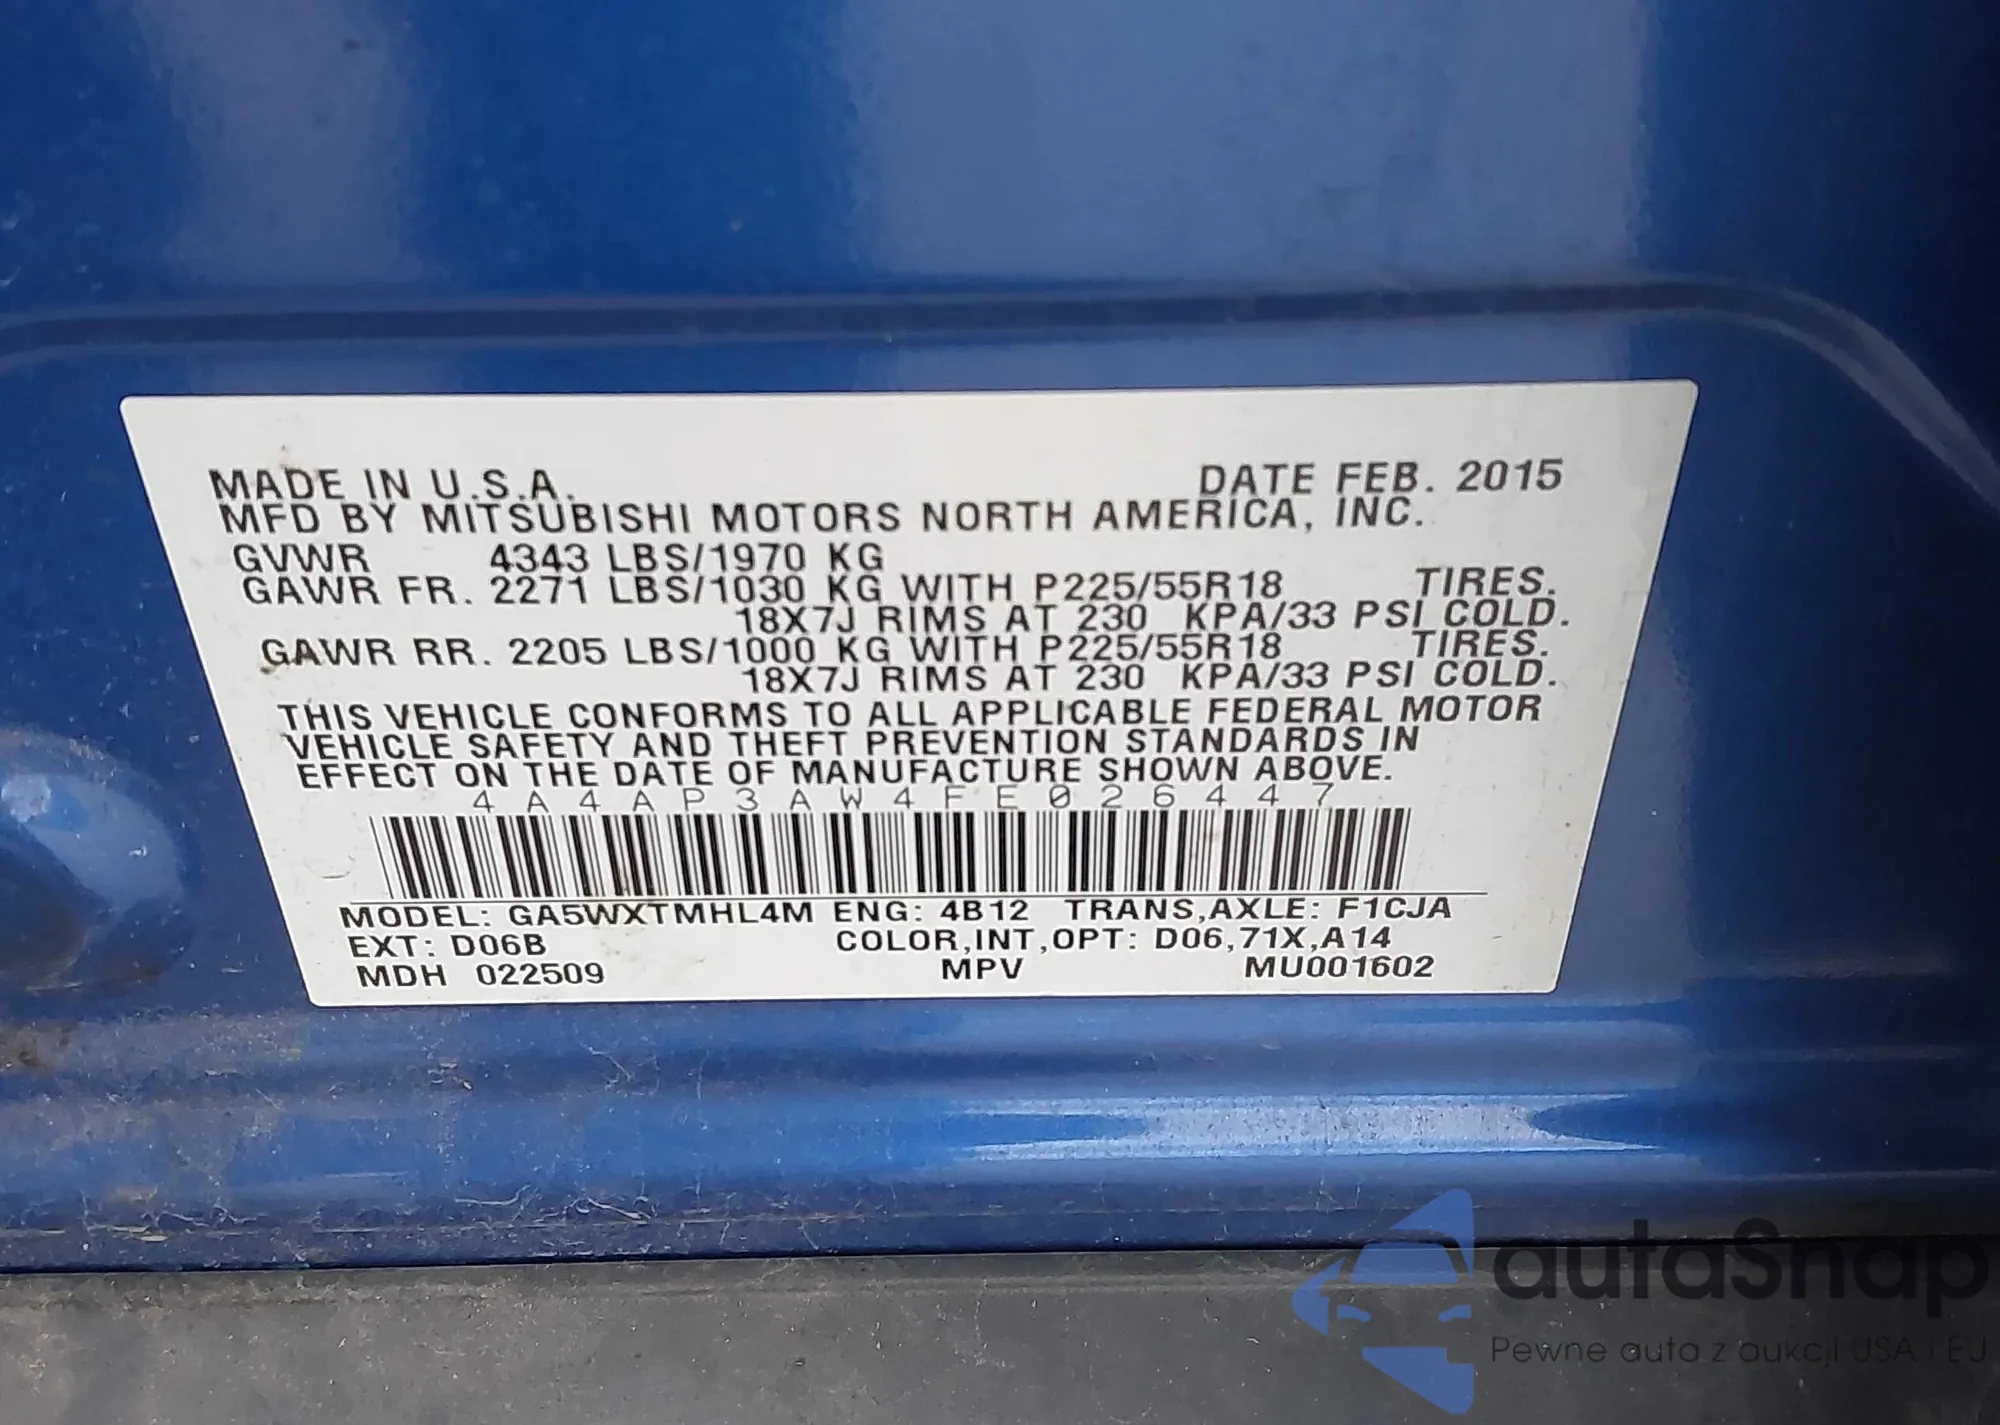 MADE IN U.S.A. DATE FEB. 2015
MFD BY MITSUBISHI MOTORS NORTH AMERICA, INC.
GVWR 4343 LBS/1970 KG
GAWR FR. 2271 LBS/1030 KG WITH P225/55R18 TIRES.
18X7J RIMS AT 230 KPA/33 PSI COLD.
GAWR RR. 2205 LBS/1000 KG WITH P225/55R18 TIRES.
18X7J RIMS AT 230 KPA/33 PSI COLD.
THIS VEHICLE CONFORMS TO ALL APPLICABLE FEDERAL MOTOR
VEHICLE SAFETY AND THEFT PREVENTION STANDARDS IN
EFFECT ON THE DATE OF MANUFACTURE SHOWN ABOVE.
4A4AP3AW4FE026447
MODEL: GA5WXTMHL4M ENG: 4B12 TRANS,AXLE: F1CJA
EXT: D06B COLOR,INT,OPT: D06,71X,A14
MDH 022509 MPV MU001602
autaSnap
Pewne auta z aukcji USA i EU